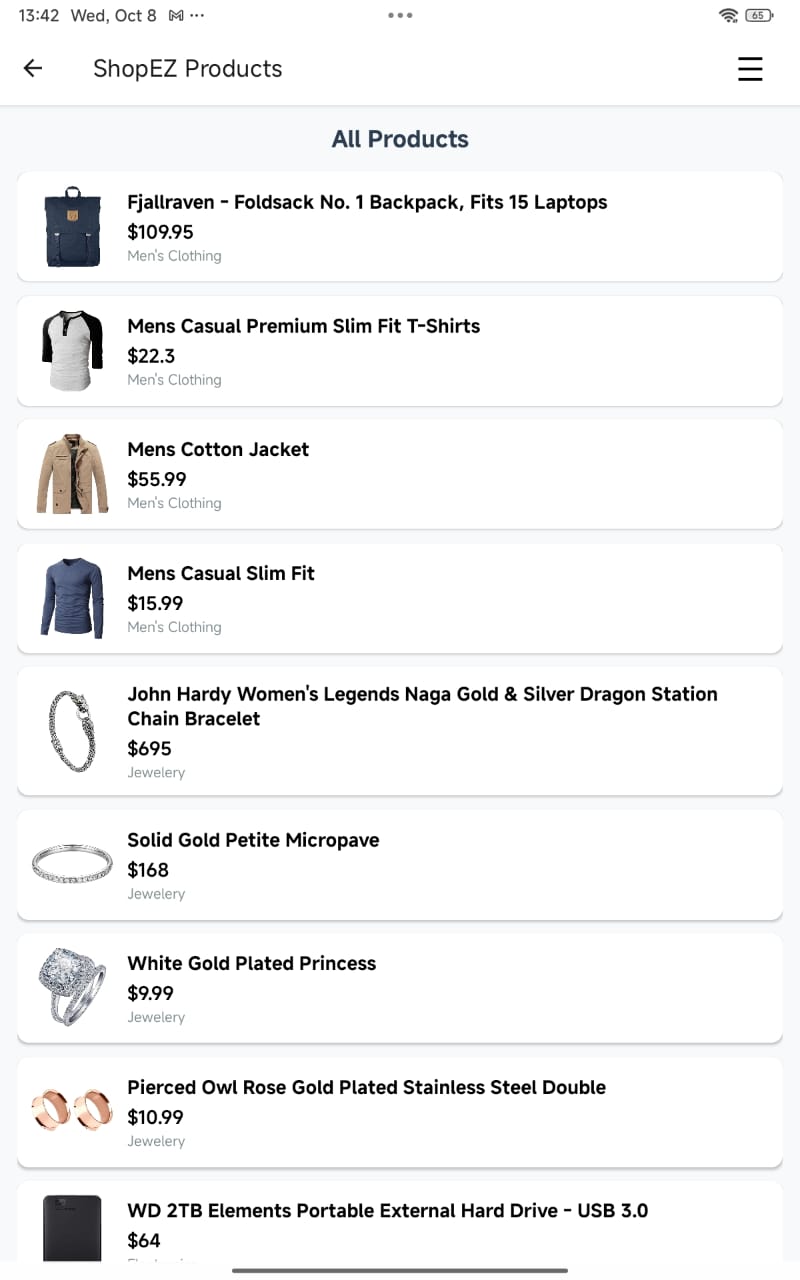 13:42 Wed, Oct 8
65
ShopEZ Products
All Products
Fjallraven - Foldsack No. 1 Backpack, Fits 15 Laptops
$109.95
Men's Clothing
Mens Casual Premium Slim Fit T-Shirts
$22.3
Men's Clothing
Mens Cotton Jacket
$55.99
Men's Clothing
Mens Casual Slim Fit
$15.99
Men's Clothing
John Hardy Women's Legends Naga Gold & Silver Dragon Station
Chain Bracelet
$695
Jewelery
Solid Gold Petite Micropave
$168
Jewelery
White Gold Plated Princess
$9.99
Jewelery
Pierced Owl Rose Gold Plated Stainless Steel Double
$10.99
Jewelery
WD 2TB Elements Portable External Hard Drive - USB 3.0
$64